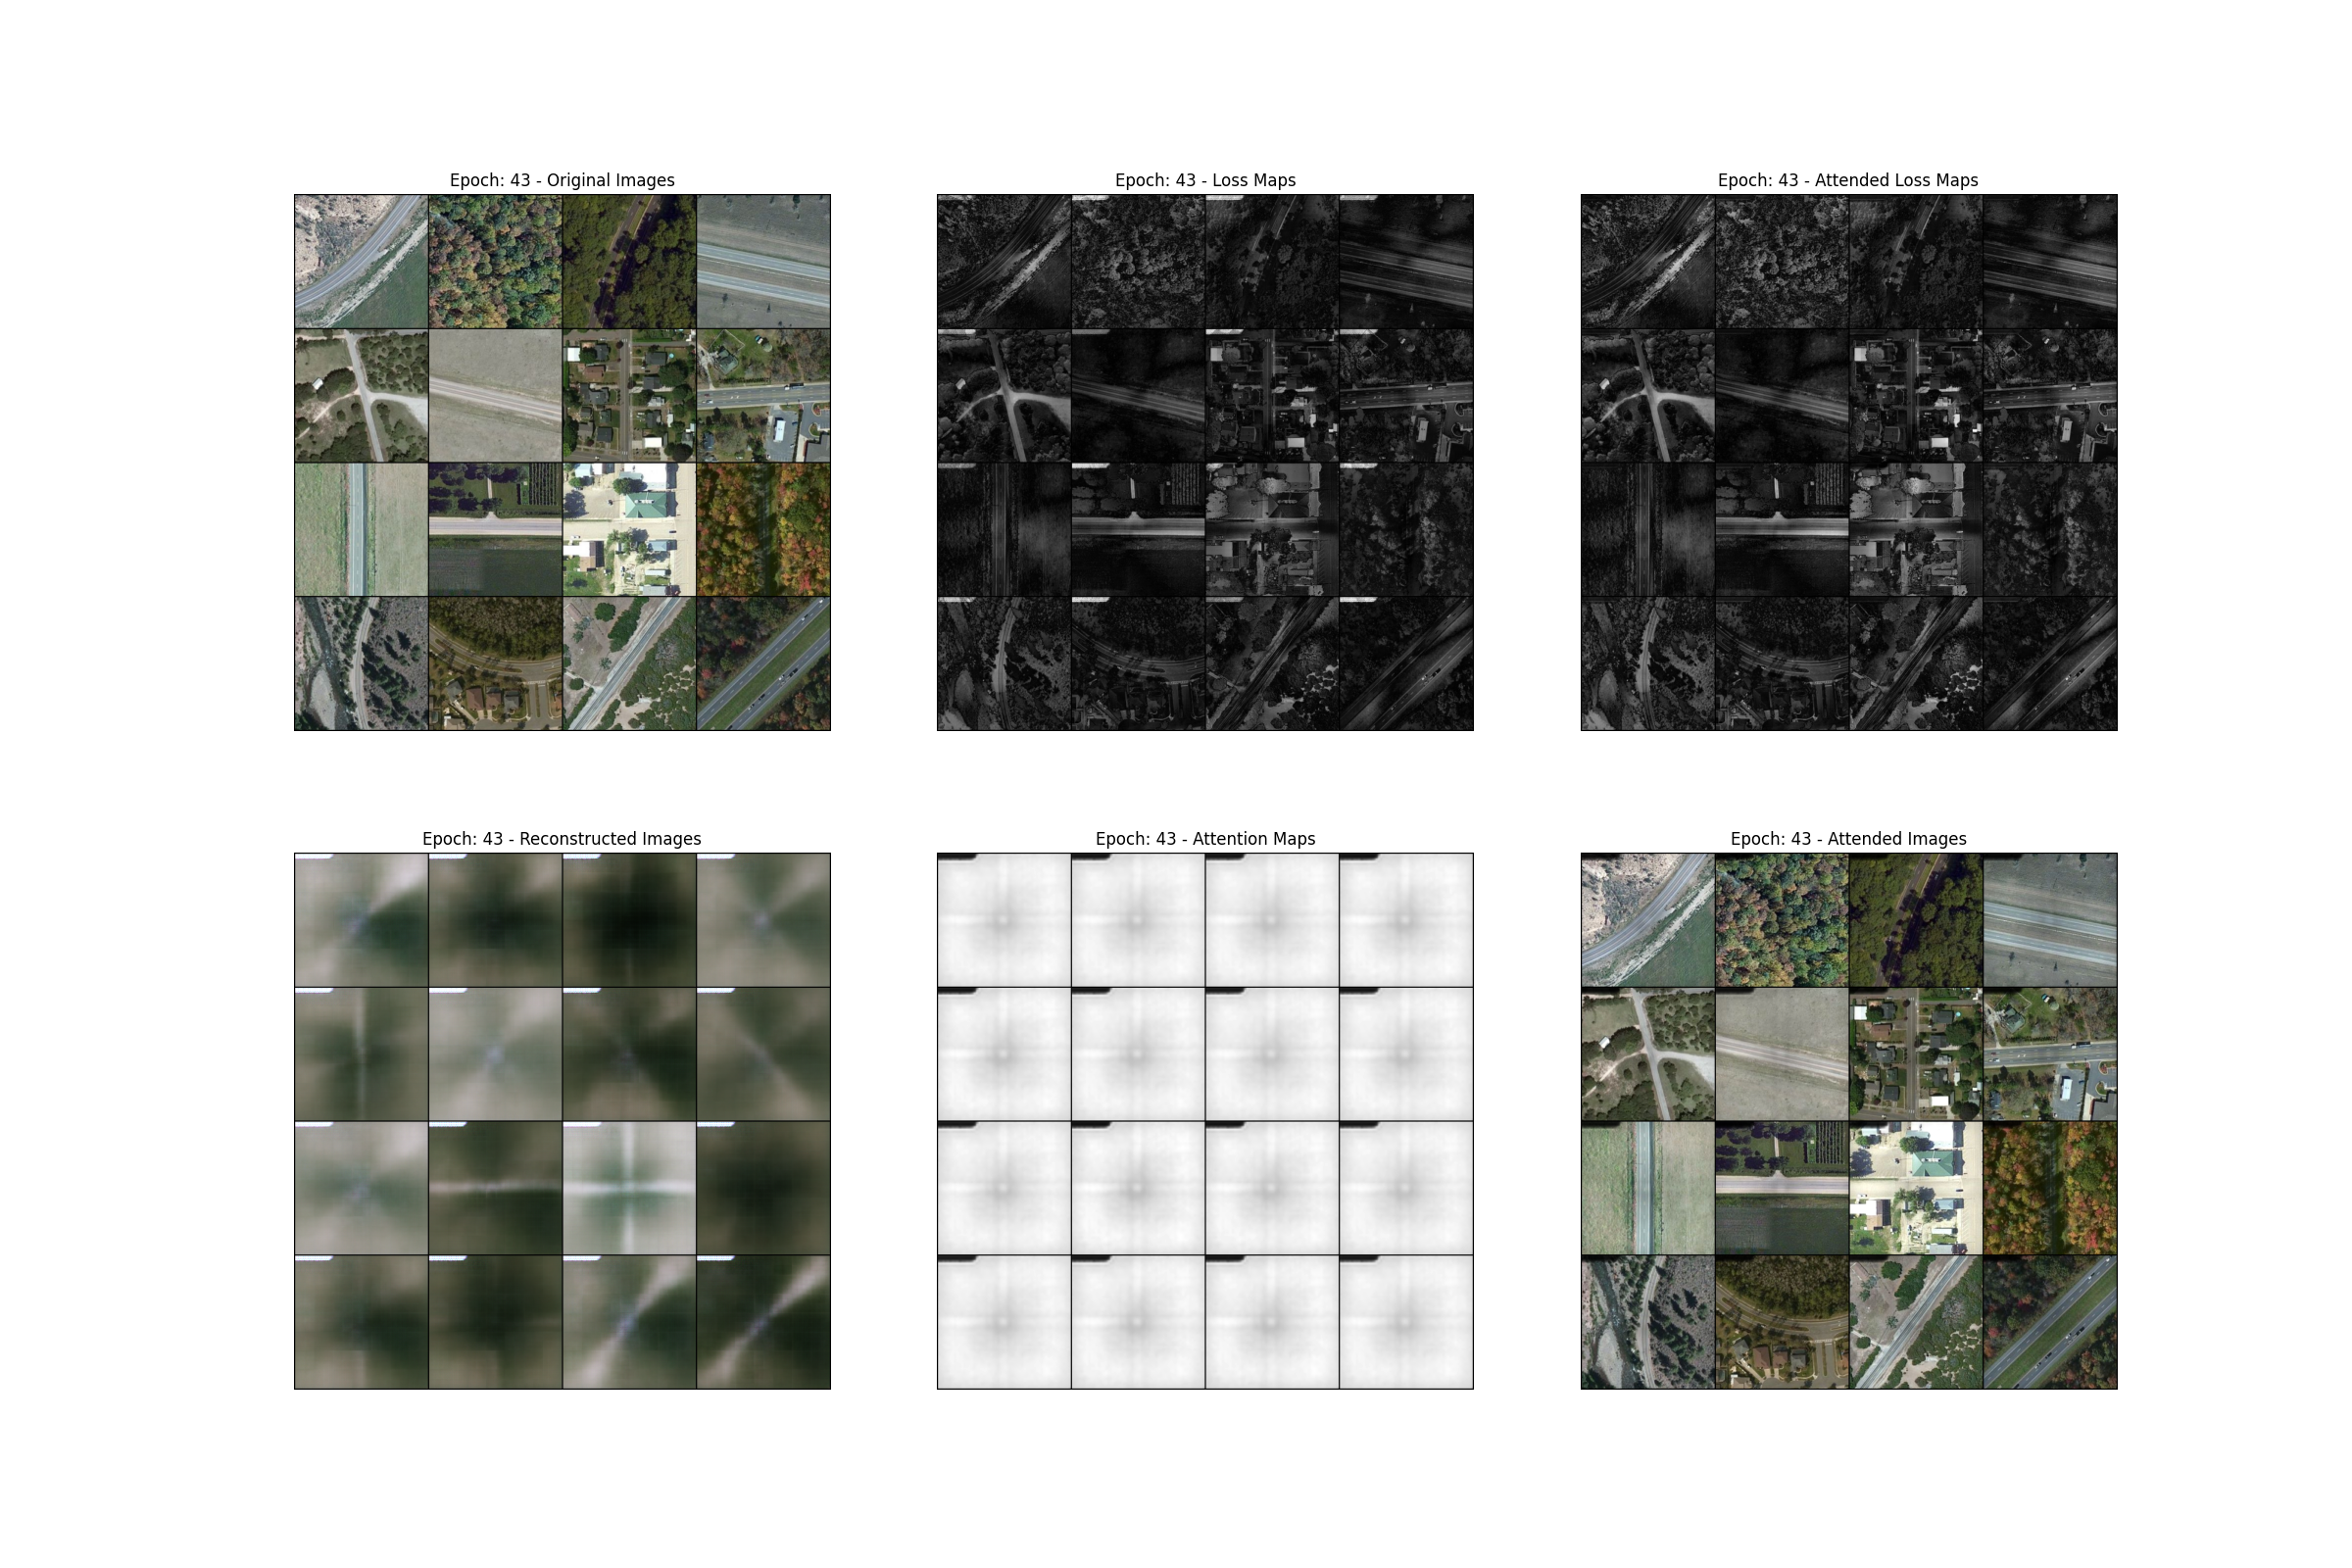 Epoch: 43 - Original Images
Epoch: 43 - Loss Maps
Epoch: 43 - Attended Loss Maps
Epoch: 43 - Reconstructed Images
Epoch: 43 - Attention Maps
Epoch: 43 - Attended Images